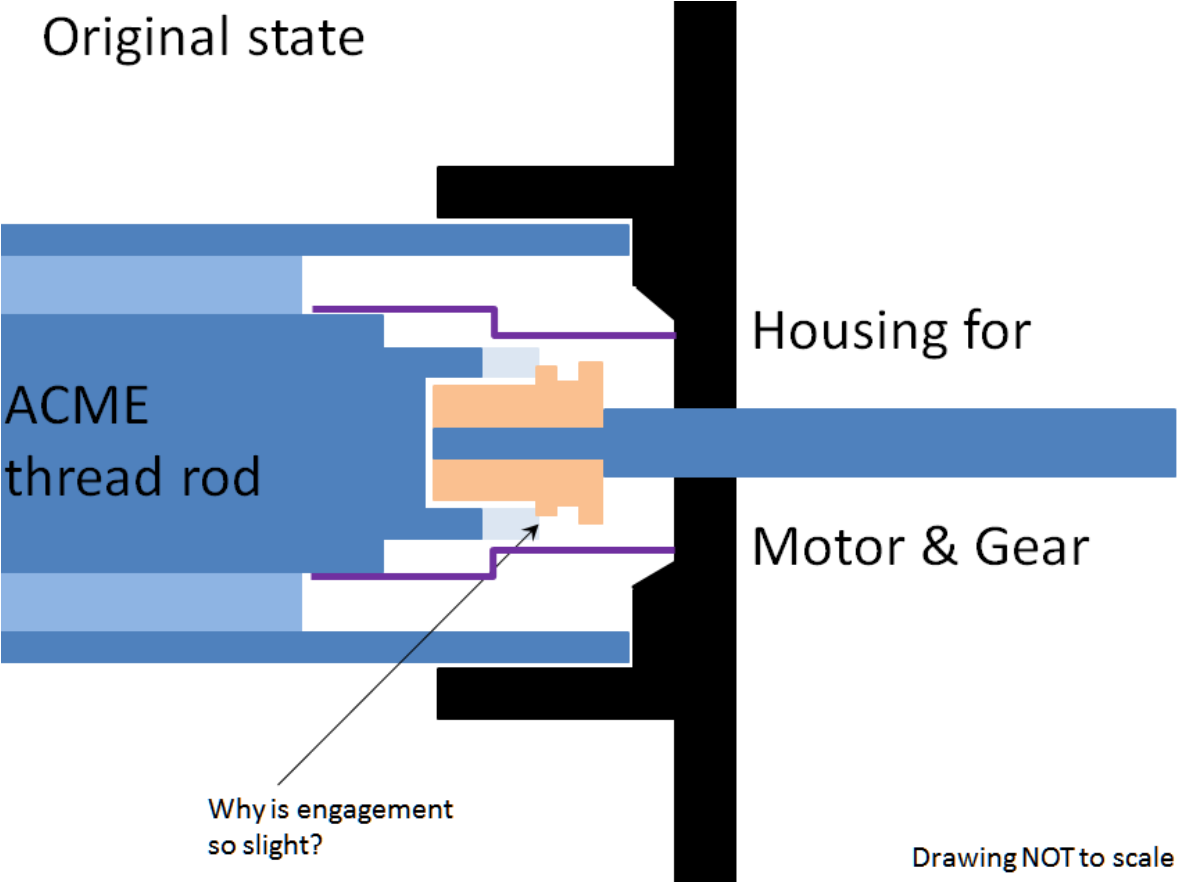 Original state
Housing for
ACME
thread rod
Motor & Gear
Why is engagement
so slight?
Drawing NOT to scale